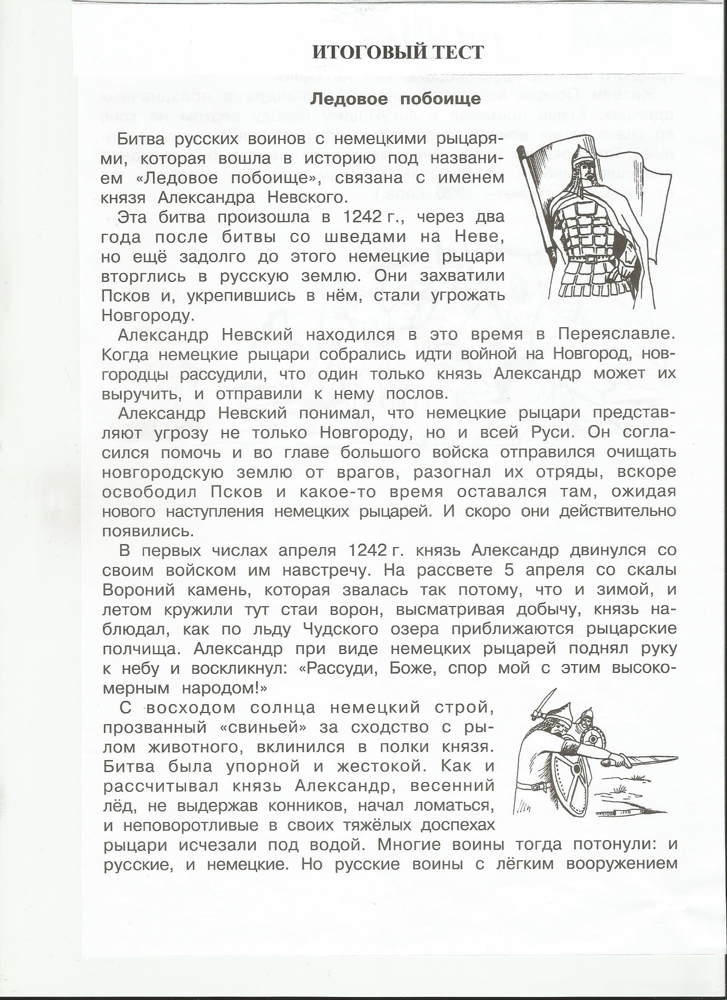 ИТОГОВЫЙ ТЕСТ
Ледовое побоище
Битва русских воинов с немецкими рыцаря-
ми, которая вошла в историю под названи-
ем «Ледовое побоище», связана с именем
князя Александра Невского.
Эта битва произошла в 1242 г., через два
года после битвы со шведами на Неве,
но ещё задолго до этого немецкие рыцари
вторглись в русскую землю. Они захватили
Псков и, укрепившись в нём, стали угрожать
Новгороду.
Александр Невский находился в это время в Переяславле.
Когда немецкие рыцари собрались идти войной на Новгород, нов-
городцы рассудили, что один только князь Александр может их
выручить, и отправили к нему послов.
Александр Невский понимал, что немецкие рыцари представ-
ляют угрозу не только Новгороду, но и всей Руси. Он согла-
сился помочь и во главе большого войска отправился очищать
новгородскую землю от врагов, разогнал их отряды, вскоре
освободил Псков и какое-то время оставался там, ожидая
нового наступления немецких рыцарей. И скоро они действительно
появились.
В первых числах апреля 1242 г. князь Александр двинулся со
своим войском им навстречу. На рассвете 5 апреля со скалы
Вороний камень, которая звалась так потому, что и зимой, и
летом кружили тут стаи ворон, высматривая добычу, князь на-
блюдал, как по льду Чудского озера приближаются рыцарские
полчища. Александр при виде немецких рыцарей поднял руку
к небу и воскликнул: «Рассуди, Боже, спор мой с этим высоко-
мерным народом!»
С восходом солнца немецкий строй,
прозванный «свиньей» за сходство с ры-
лом животного, вклинился в полки князя.
Битва была упорной и жестокой. Как и
рассчитывал князь Александр, весенний
лёд, не выдержав конников, начал ломаться,
и неповоротливые в своих тяжёлых доспехах
рыцари исчезали под водой. Многие воины тогда потонули: и
русские, и немецкие. Но русские воины с лёгким вооружением